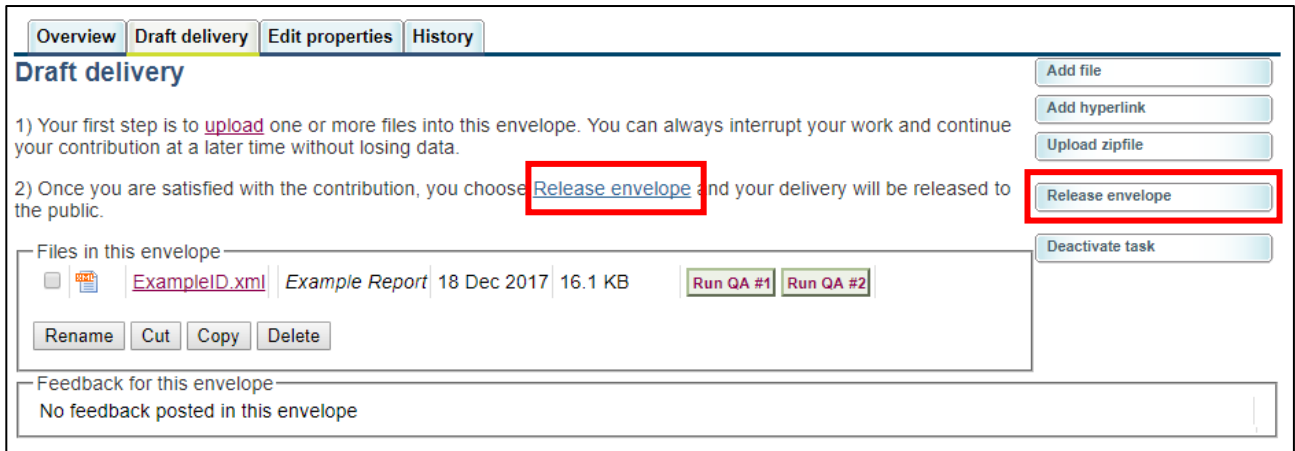 Overview Draft delivery Edit properties History
Draft delivery
1) Your first step is to upload one or more files into this envelope. You can always interrupt your work and continue
your contribution at a later time without losing data.
2) Once you are satisfied with the contribution, you choose Release envelope and your delivery will be released to
the public.
Files in this envelope
XML ExampleID.xml Example Report 18 Dec 2017 16.1 KB Run QA #1 Run QA #2
Rename Cut Copy Delete
Feedback for this envelope
No feedback posted in this envelope
Add file
Add hyperlink
Upload zipfile
Release envelope
Deactivate task